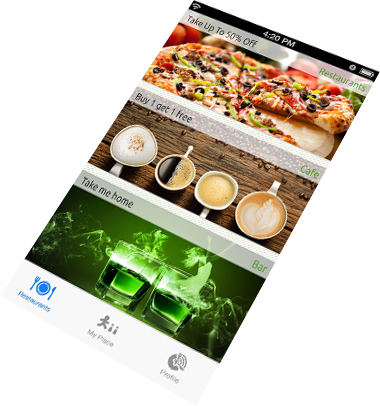 4:20 PM
Take Up To 50% Off
Restaurants
Buy 1 get 1 free
Cafe
Take me home
Bar
Restaurants
My Place
Profile